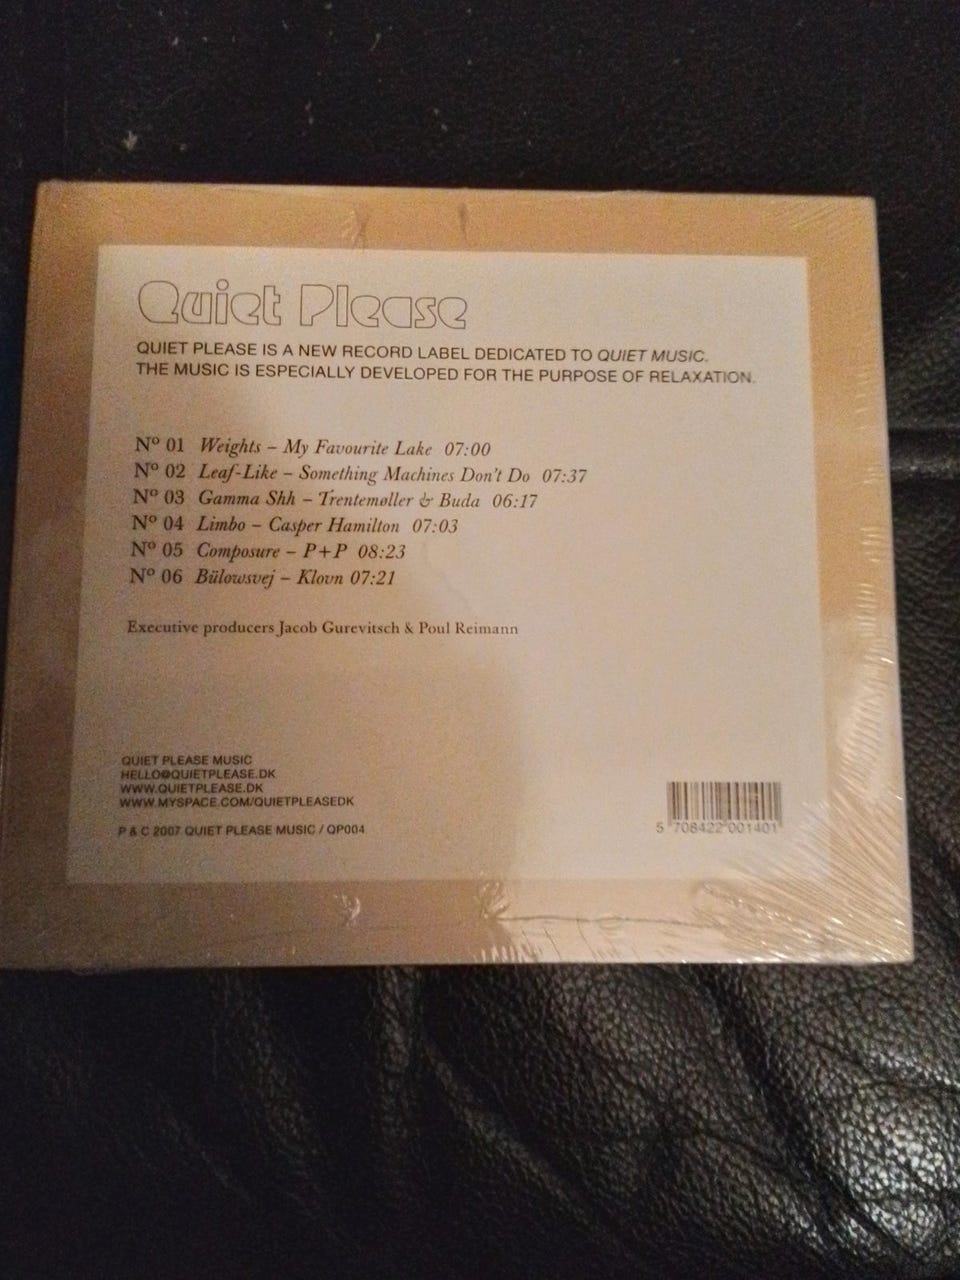 Quiet Please
QUIET PLEASE IS A NEW RECORD LABEL DEDICATED TO QUIET MUSIC.
THE MUSIC IS ESPECIALLY DEVELOPED FOR THE PURPOSE OF RELAXATION.
Nº 01 Weights – My Favourite Lake 07:00
Nº 02 Leaf-Like – Something Machines Don't Do 07:37
Nº 03 Gamma Shh – Trentemøller & Buda 06:17
Nº 04 Limbo – Casper Hamilton 07:03
Nº 05 Composure – P+P 08:23
Nº 06 Bülowsvej – Klovn 07:21
Executive producers Jacob Gurevitsch & Poul Reimann
QUIET PLEASE MUSIC
HELLO@QUIETPLEASE.DK
WWW.QUIETPLEASE.DK
WWW.MYSPACE.COM/QUIETPLEASEDK
P & C 2007 QUIET PLEASE MUSIC / QP004
5 708422 001401